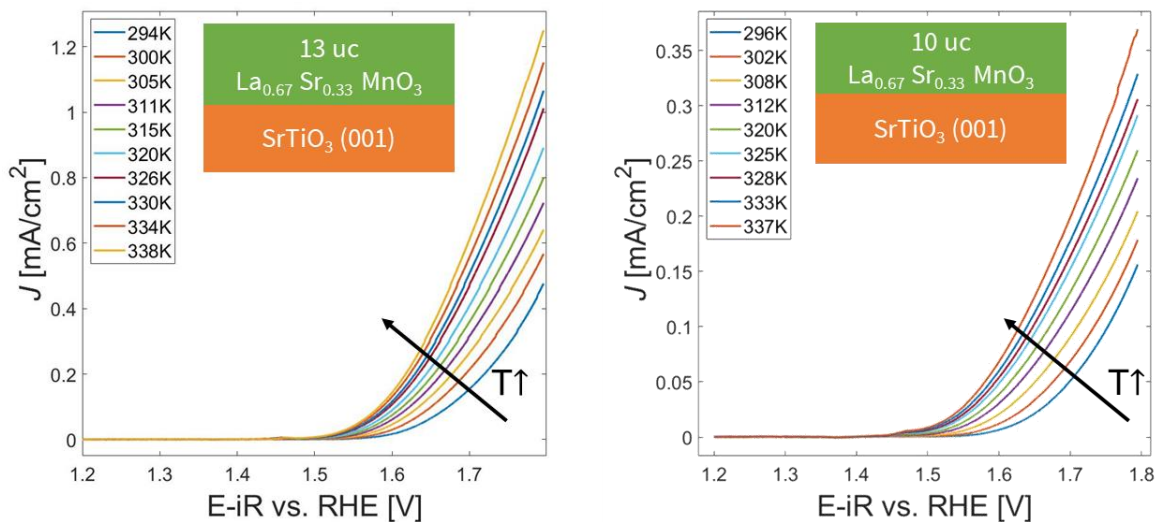 294K
300K
305K
311K
315K
320K
326K
330K
334K
338K
13 uc
La₀.₆₇ Sr₀.₃₃ MnO₃
SrTiO₃ (001)
T↑
1.2
1
0.8
0.6
0.4
0.2
0
J [mA/cm²]
1.2 1.3 1.4 1.5 1.6 1.7
E-iR vs. RHE [V]
296K
302K
308K
312K
320K
325K
328K
333K
337K
10 uc
La₀.₆₇ Sr₀.₃₃ MnO₃
SrTiO₃ (001)
T↑
0.35
0.3
0.25
0.2
0.15
0.1
0.05
0
J [mA/cm²]
1.2 1.3 1.4 1.5 1.6 1.7 1.8
E-iR vs. RHE [V]